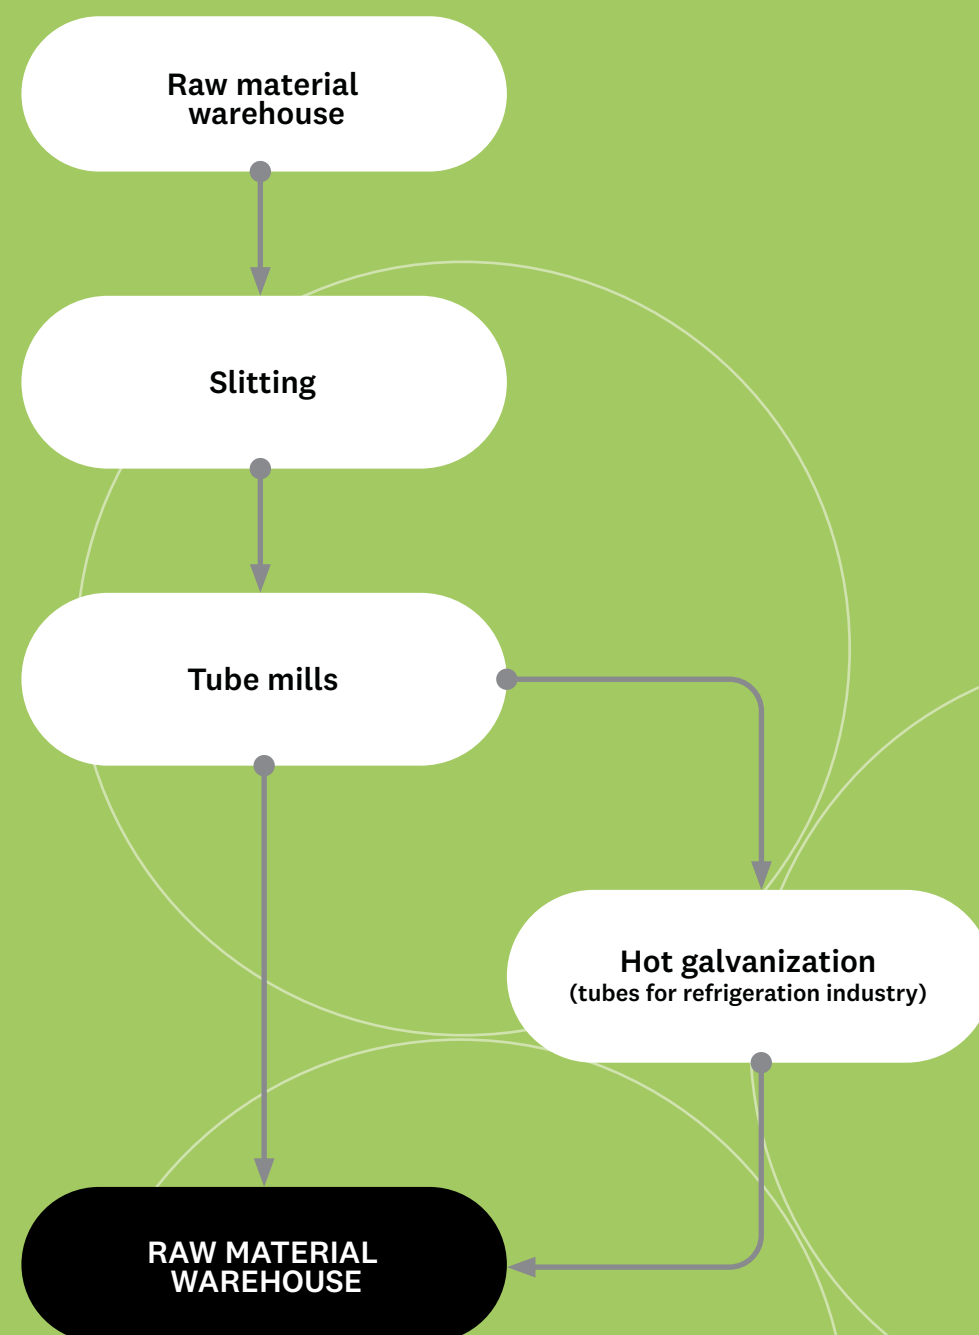 Raw material
warehouse
Slitting
Tube mills
Hot galvanization
(tubes for refrigeration industry)
RAW MATERIAL
WAREHOUSE